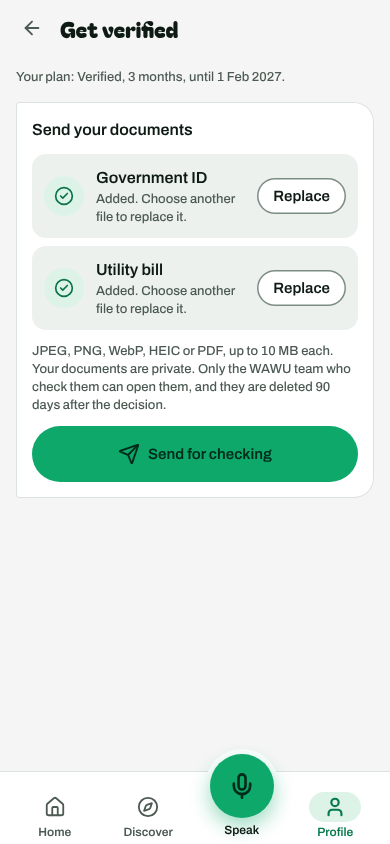 Get verified
Your plan: Verified, 3 months, until 1 Feb 2027.
Send your documents
Government ID
Added. Choose another
file to replace it.
Replace
Utility bill
Added. Choose another
file to replace it.
Replace
JPEG, PNG, WebP, HEIC or PDF, up to 10 MB each.
Your documents are private. Only the WAWU team who
check them can open them, and they are deleted 90
days after the decision.
Send for checking
Home
Discover
Speak
Profile